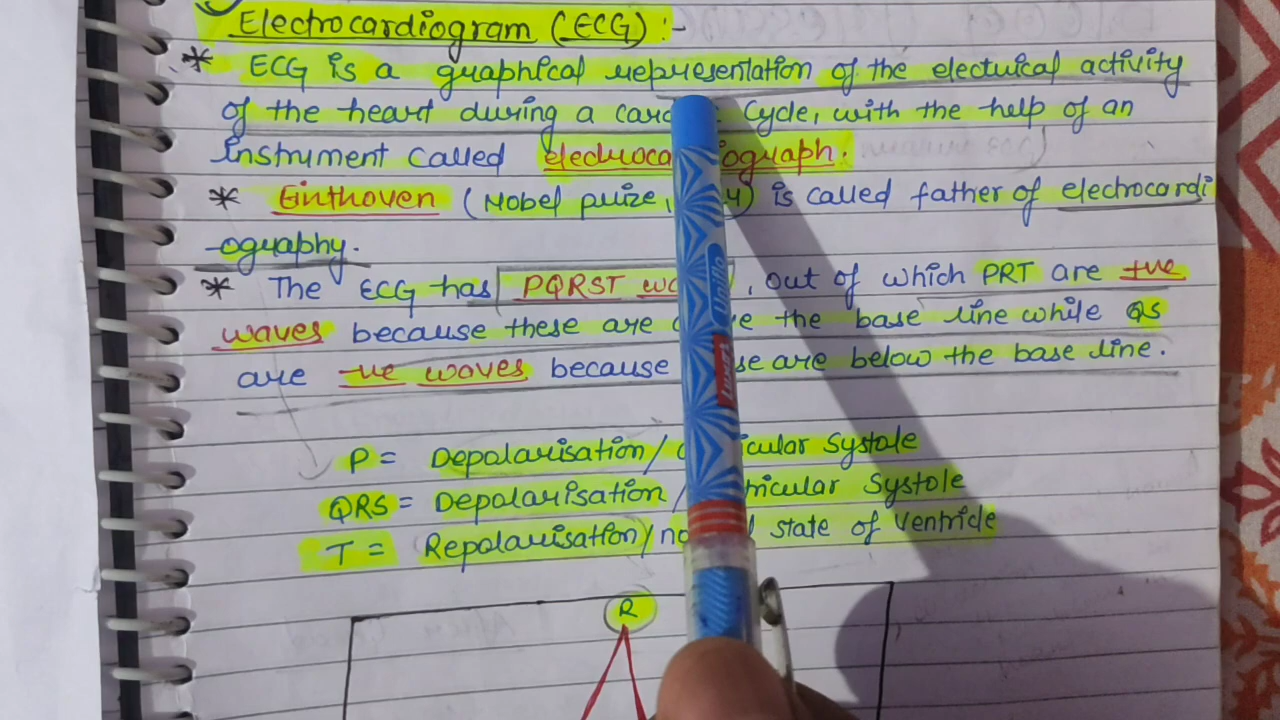 Electrocardiogram (ECG) :-
* ECG is a graphical representation of the electrical activity
of the heart during a card Cycle, with the help of an
instrument called electroca iograph.
* Einthoven (Nobel prize, 4) is called father of electrocardi
-ography.
* The ECG has PQRST wa , out of which PRT are +ve
waves because these are the base line while QS
are -ve waves because se are below the base line.
P = Depolarisation/ icular Systole
QRS = Depolarisation / ricular Systole
T = Repolarisation/ no state of ventricle
R